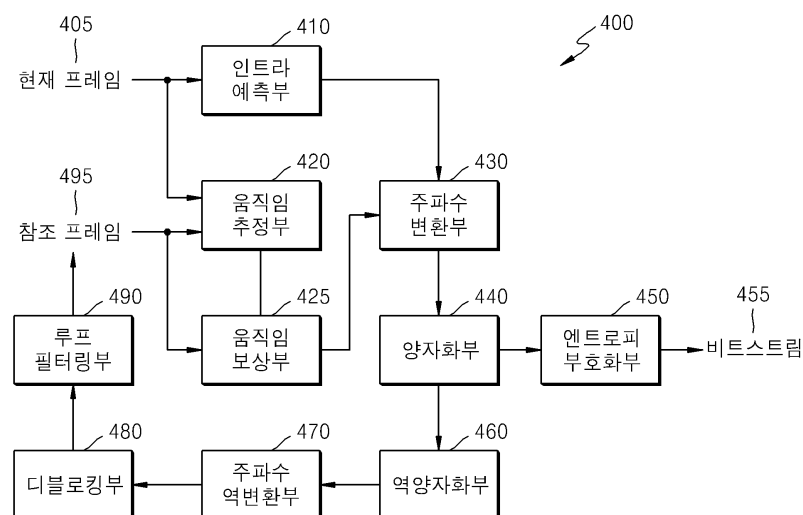 405
현재 프레임
410
인트라
예측부
400
420
움직임
추정부
430
주파수
변환부
495
참조 프레임
490
루프
필터링부
425
움직임
보상부
440
양자화부
450
엔트로피
부호화부
455
비트스트림
480
디블로킹부
470
주파수
역변환부
460
역양자화부